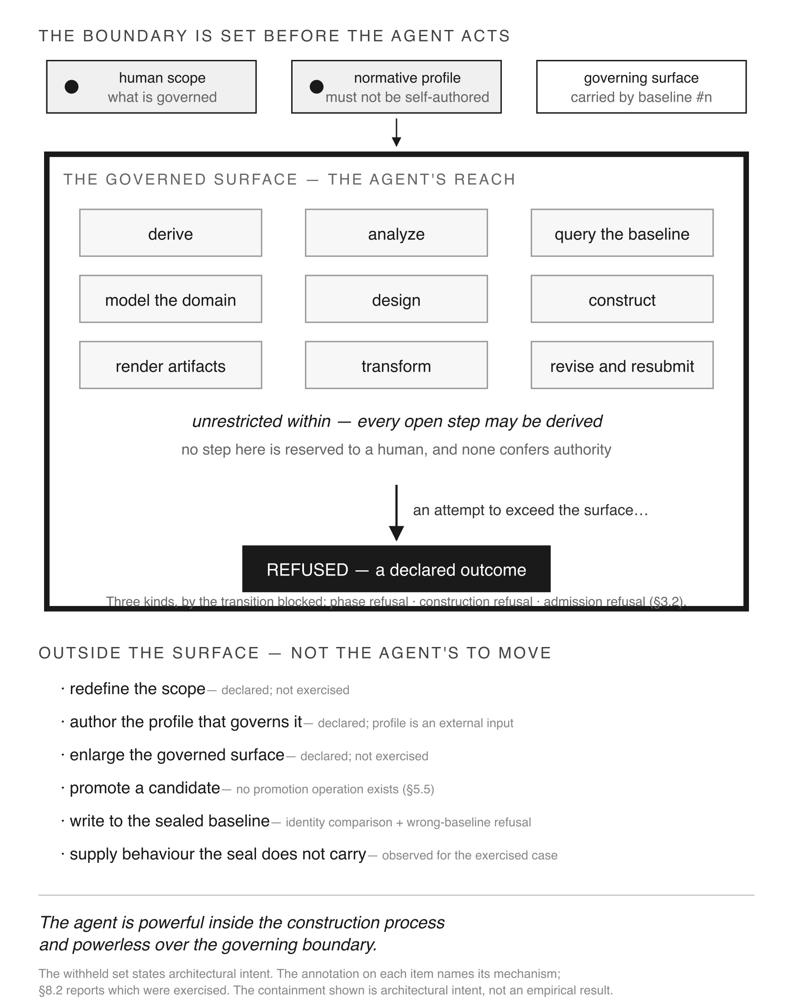 THE BOUNDARY IS SET BEFORE THE AGENT ACTS
human scope
what is governed
normative profile
must not be self-authored
governing surface
carried by baseline #n
THE GOVERNED SURFACE — THE AGENT'S REACH
derive
analyze
query the baseline
model the domain
design
construct
render artifacts
transform
revise and resubmit
unrestricted within — every open step may be derived
no step here is reserved to a human, and none confers authority
an attempt to exceed the surface…
REFUSED — a declared outcome
Three kinds, by the transition blocked: phase refusal · construction refusal · admission refusal (§3.2).
OUTSIDE THE SURFACE — NOT THE AGENT'S TO MOVE
· redefine the scope — declared; not exercised
· author the profile that governs it — declared; profile is an external input
· enlarge the governed surface — declared; not exercised
· promote a candidate — no promotion operation exists (§5.5)
· write to the sealed baseline — identity comparison + wrong-baseline refusal
· supply behaviour the seal does not carry — observed for the exercised case
The agent is powerful inside the construction process
and powerless over the governing boundary.
The withheld set states architectural intent. The annotation on each item names its mechanism;
§8.2 reports which were exercised. The containment shown is architectural intent, not an empirical result.